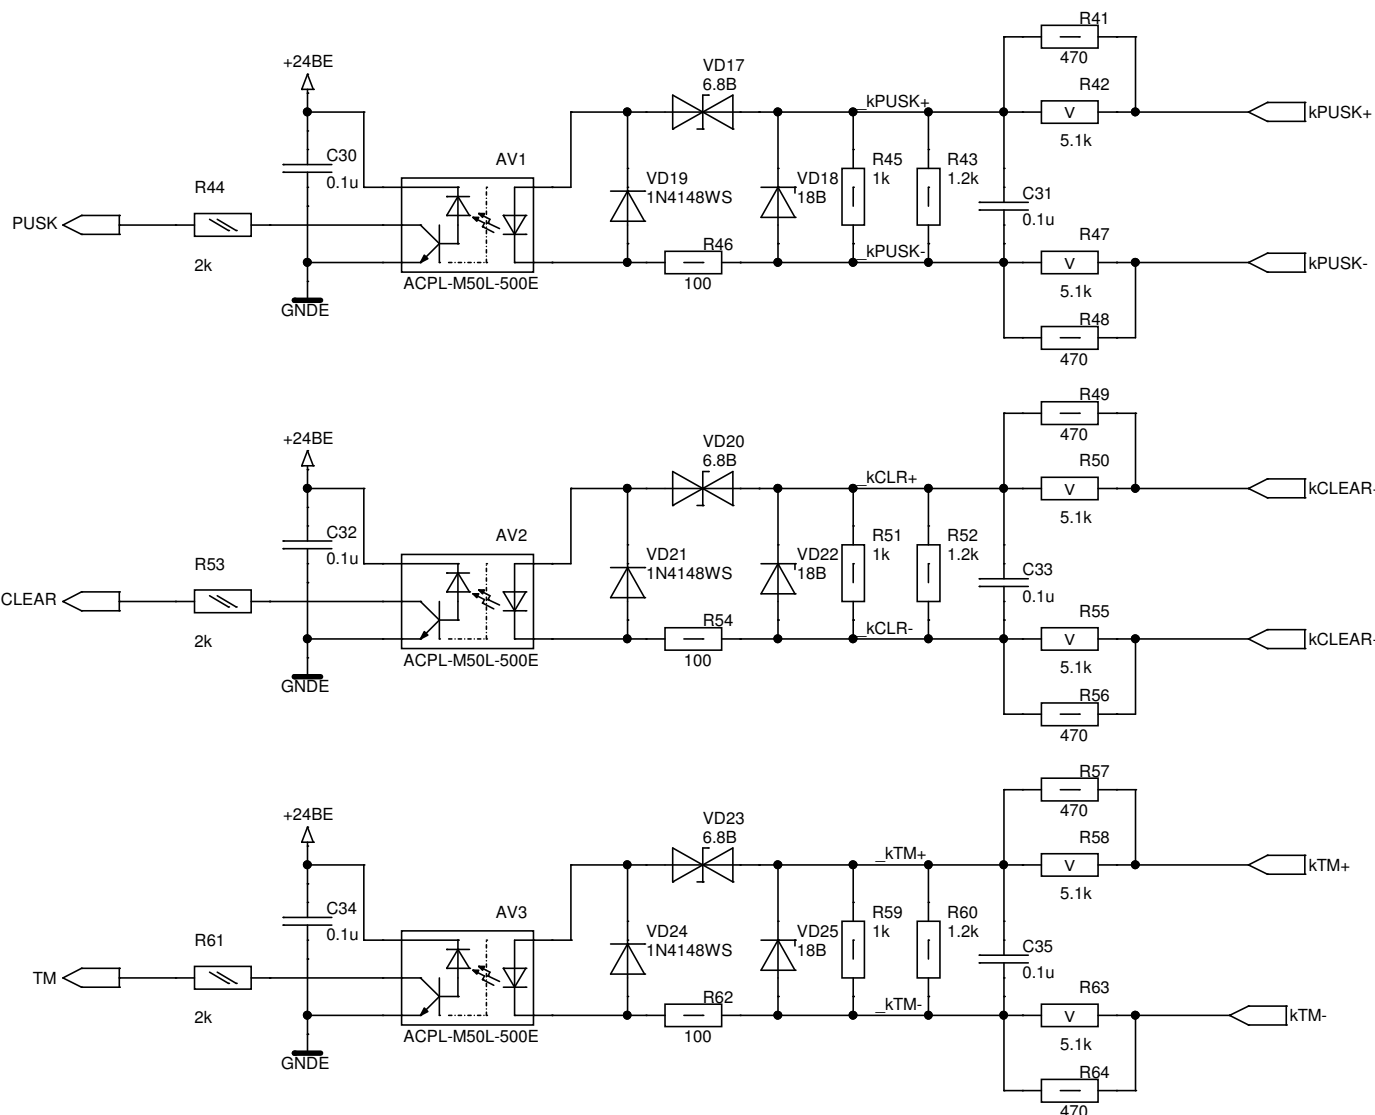 R41
470
+24BE
VD17
6.8B
R42
_kPUSK+
V
kPUSK+
5.1k
C30
0.1u
AV1
R45
1k
R43
1.2k
R44
VD19
1N4148WS
VD18
18B
C31
0.1u
PUSK
R46
_kPUSK-
R47
V
kPUSK-
2k
ACPL-M50L-500E
100
5.1k
GNDE
R48
470
R49
470
+24BE
VD20
6.8B
R50
_kCLR+
V
kCLEAR+
5.1k
C32
0.1u
AV2
R51
1k
R52
1.2k
R53
VD21
1N4148WS
VD22
18B
C33
0.1u
CLEAR
R54
_kCLR-
R55
V
kCLEAR-
2k
ACPL-M50L-500E
100
5.1k
GNDE
R56
470
R57
470
+24BE
VD23
6.8B
R58
_kTM+
V
kTM+
5.1k
C34
0.1u
AV3
R59
1k
R60
1.2k
R61
VD24
1N4148WS
VD25
18B
C35
0.1u
TM
R62
_kTM-
R63
V
kTM-
2k
ACPL-M50L-500E
100
5.1k
GNDE
R64
470